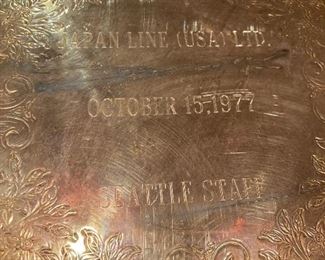 JAPAN LINE (USA) LTD.
OCTOBER 15, 1977
SEATTLE STAFF